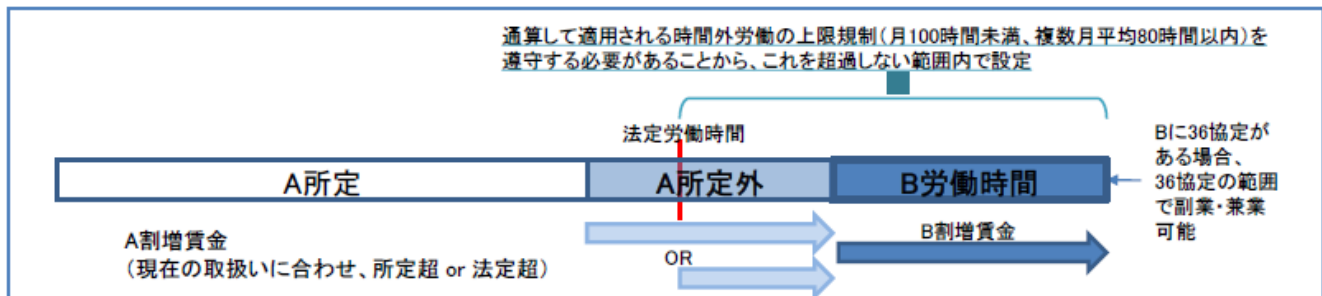 通算して適用される時間外労働の上限規制(月100時間未満、複数月平均80時間以内)を
遵守する必要があることから、これを超過しない範囲内で設定
法定労働時間
A所定
A所定外
B労働時間
Bに36協定が
ある場合、
36協定の範囲
で副業・兼業
可能
A割増賃金
(現在の取扱いに合わせ、所定超 or 法定超)
OR
B割増賃金